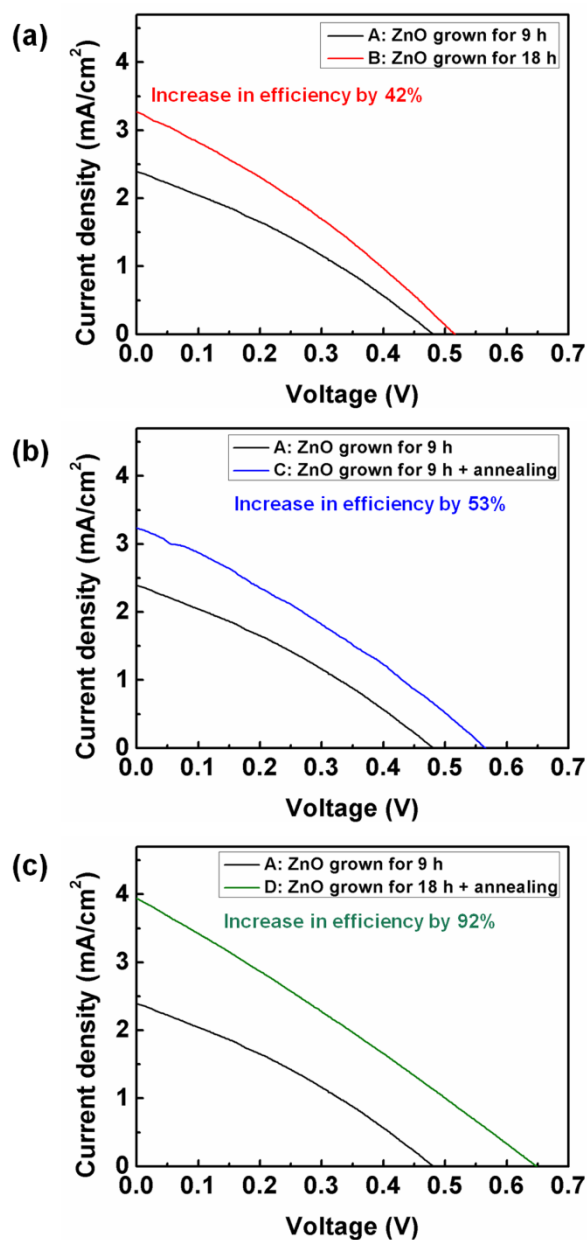 (a)
A: ZnO grown for 9 h
B: ZnO grown for 18 h
Increase in efficiency by 42%
Current density (mA/cm²)
4
3
2
1
0
0.0 0.1 0.2 0.3 0.4 0.5 0.6 0.7
Voltage (V)
(b)
A: ZnO grown for 9 h
C: ZnO grown for 9 h + annealing
Increase in efficiency by 53%
Current density (mA/cm²)
4
3
2
1
0
0.0 0.1 0.2 0.3 0.4 0.5 0.6 0.7
Voltage (V)
(c)
A: ZnO grown for 9 h
D: ZnO grown for 18 h + annealing
Increase in efficiency by 92%
Current density (mA/cm²)
4
3
2
1
0
0.0 0.1 0.2 0.3 0.4 0.5 0.6 0.7
Voltage (V)